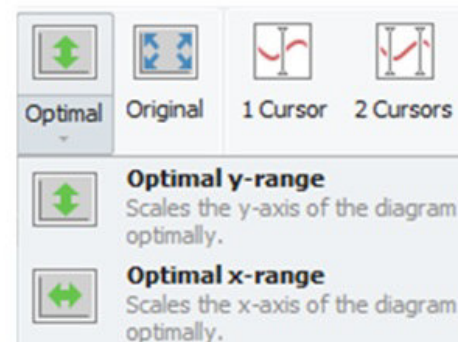 Optimal Original 1 Cursor 2 Cursors
Optimal y-range
Scales the y-axis of the diagram
optimally.
Optimal x-range
Scales the x-axis of the diagram
optimally.